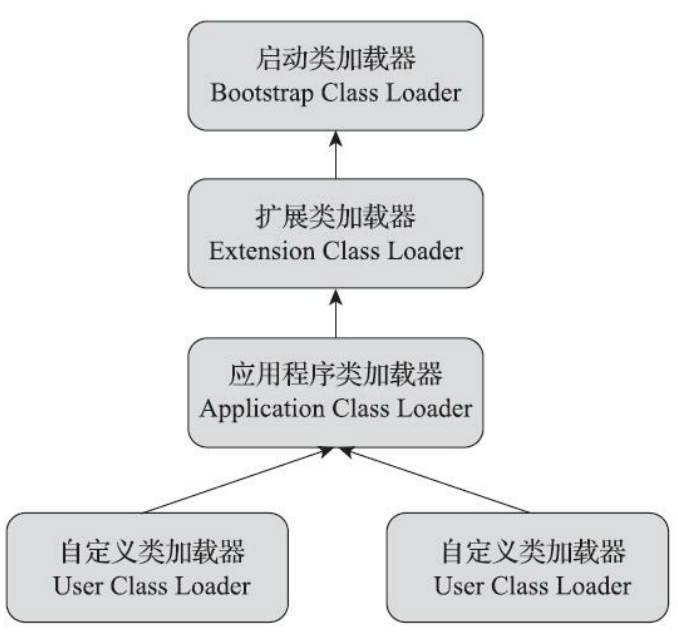 启动类加载器
Bootstrap Class Loader
扩展类加载器
Extension Class Loader
应用程序类加载器
Application Class Loader
自定义类加载器
User Class Loader
自定义类加载器
User Class Loader